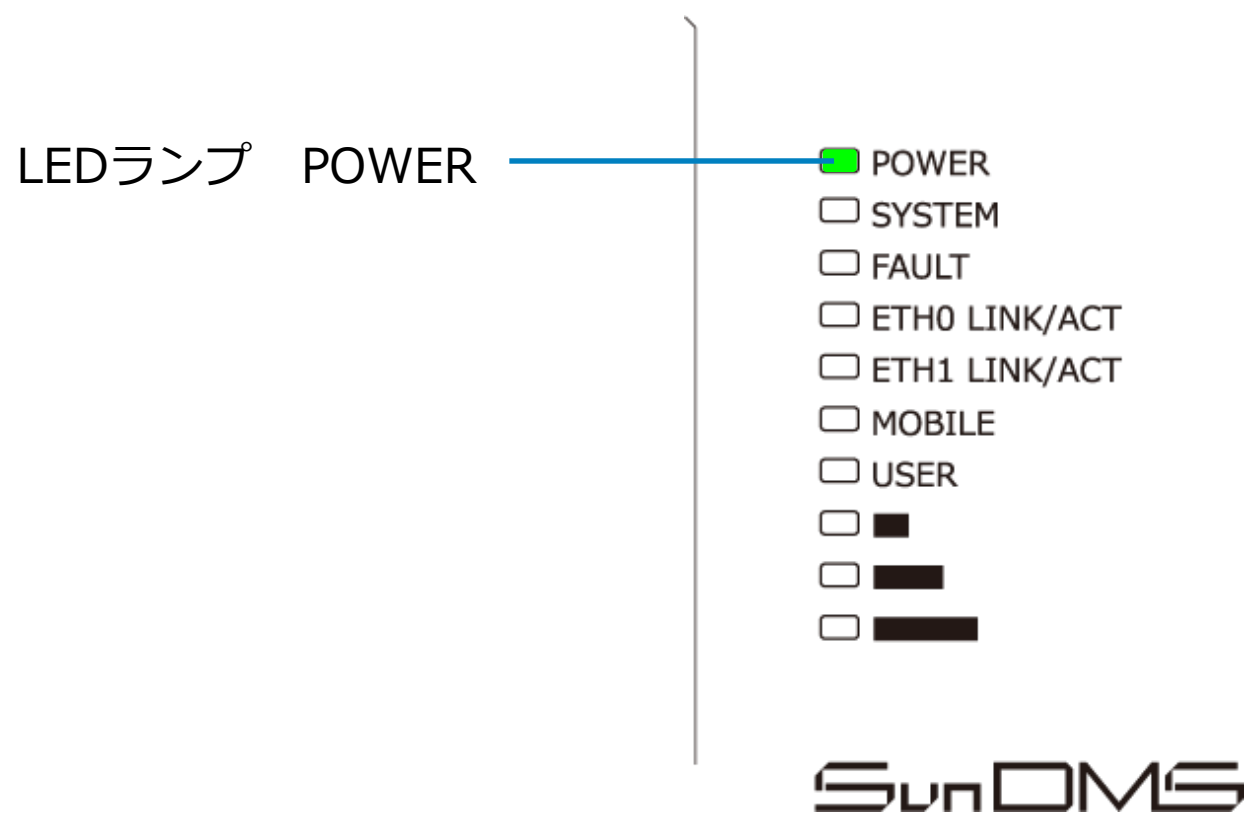 LEDランプ　POWER
POWER
SYSTEM
FAULT
ETH0 LINK/ACT
ETH1 LINK/ACT
MOBILE
USER
SunDMS